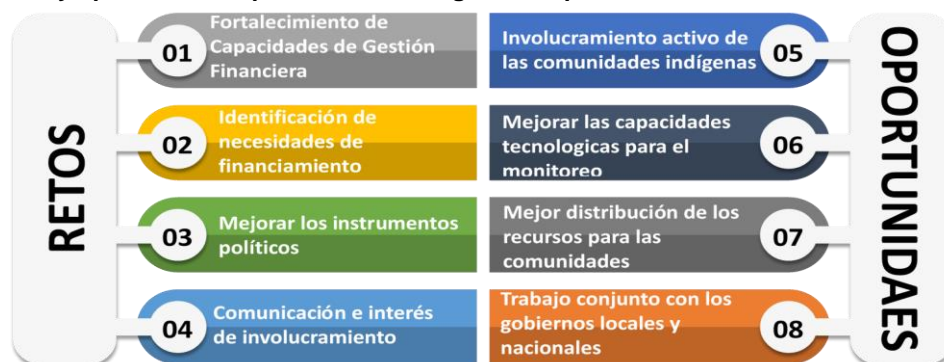 RETOS
01
Fortalecimiento de
Capacidades de Gestión
Financiera
02
Identificación de
necesidades de
financiamiento
03
Mejorar los instrumentos
políticos
04
Comunicación e interés
de involucramiento
Involucramiento activo de
las comunidades indígenas
05
Mejorar las capacidades
tecnologicas para el
monitoreo
06
Mejor distribución de los
recursos para las
comunidades
07
Trabajo conjunto con los
gobiernos locales y
nacionales
08
OPORTUNIDAES